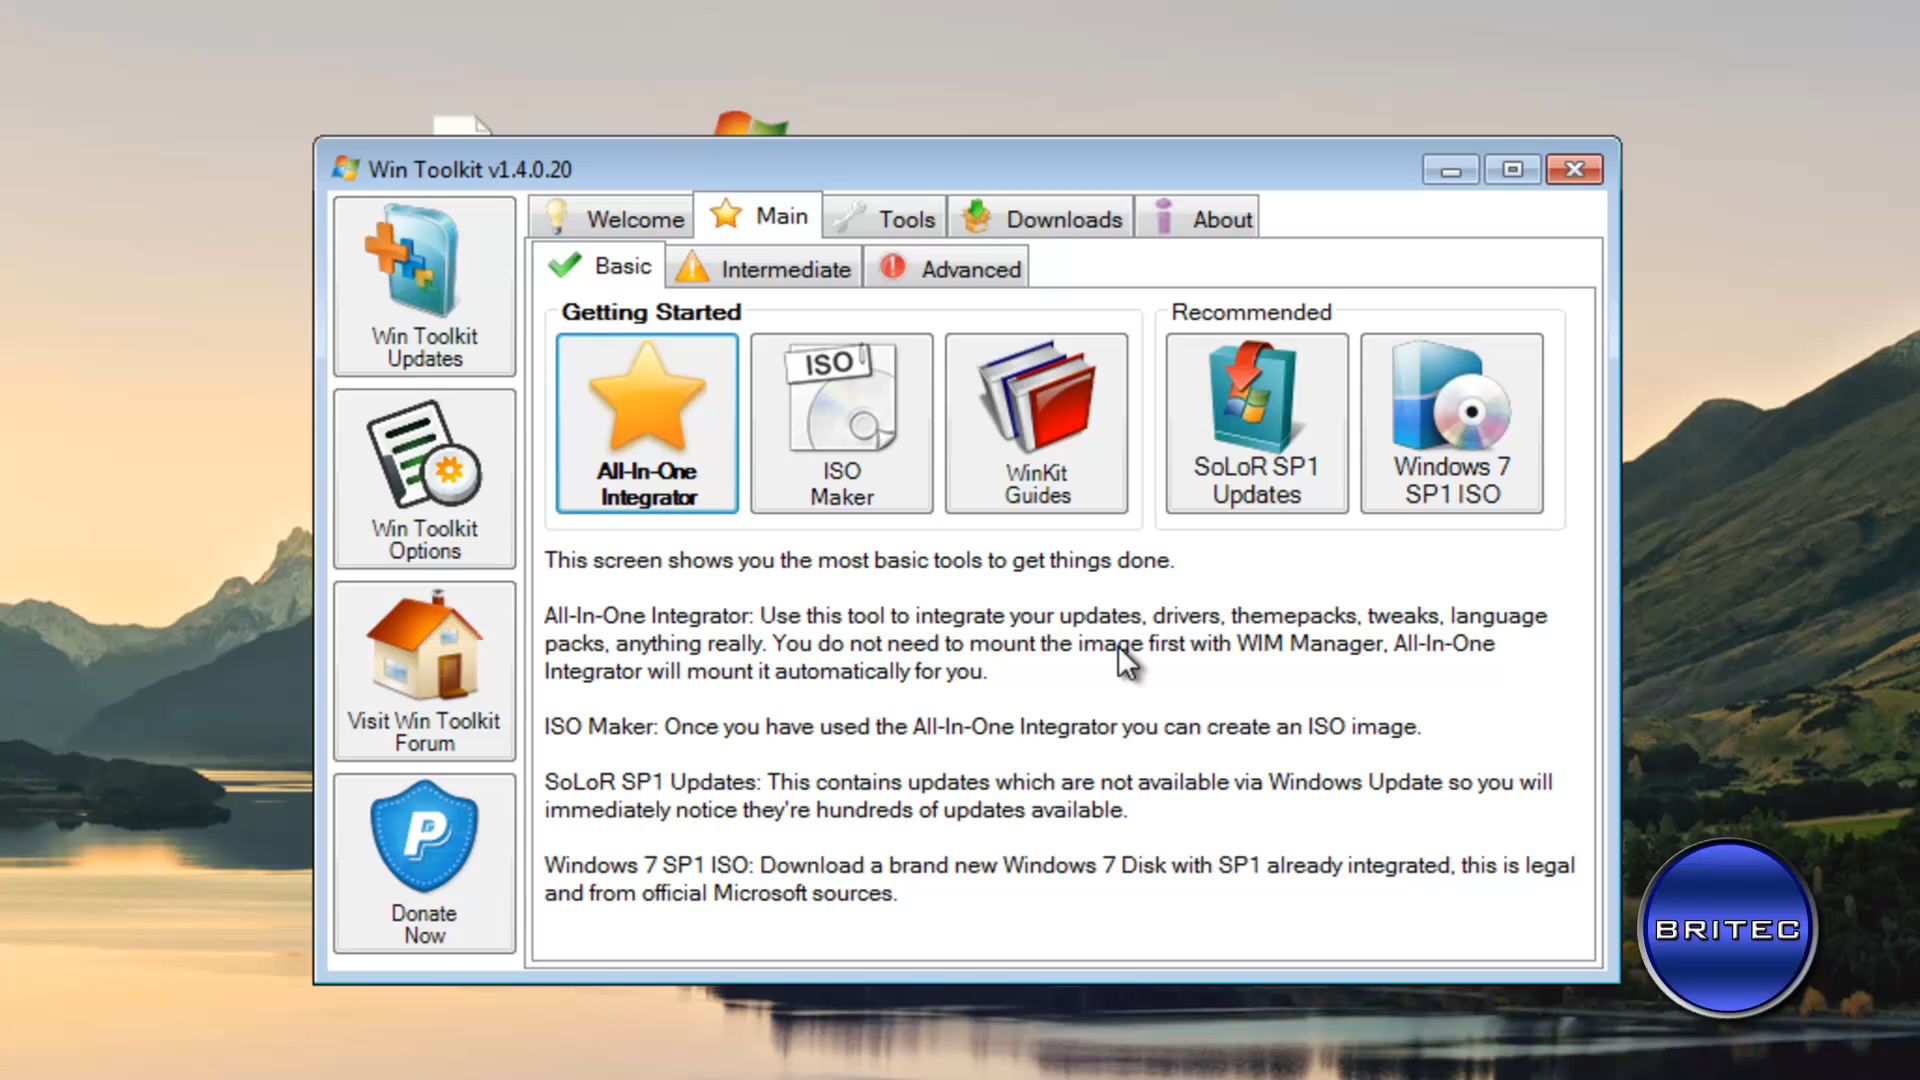 Win Toolkit v1.4.0.20
Welcome
Main
Tools
Downloads
About
Win Toolkit
Updates
Win Toolkit
Options
Visit Win Toolkit
Forum
Donate
Now
Basic
Intermediate
Advanced
Getting Started
All-In-One
Integrator
ISO
ISO
Maker
WinKit
Guides
Recommended
SoLoR SP1
Updates
Windows 7
SP1 ISO
This screen shows you the most basic tools to get things done.
All-In-One Integrator: Use this tool to integrate your updates, drivers, themepacks, tweaks, language
packs, anything really. You do not need to mount the image first with WIM Manager, All-In-One
Integrator will mount it automatically for you.
ISO Maker: Once you have used the All-In-One Integrator you can create an ISO image.
SoLoR SP1 Updates: This contains updates which are not available via Windows Update so you will
immediately notice they're hundreds of updates available.
Windows 7 SP1 ISO: Download a brand new Windows 7 Disk with SP1 already integrated, this is legal
and from official Microsoft sources.
BRITEC